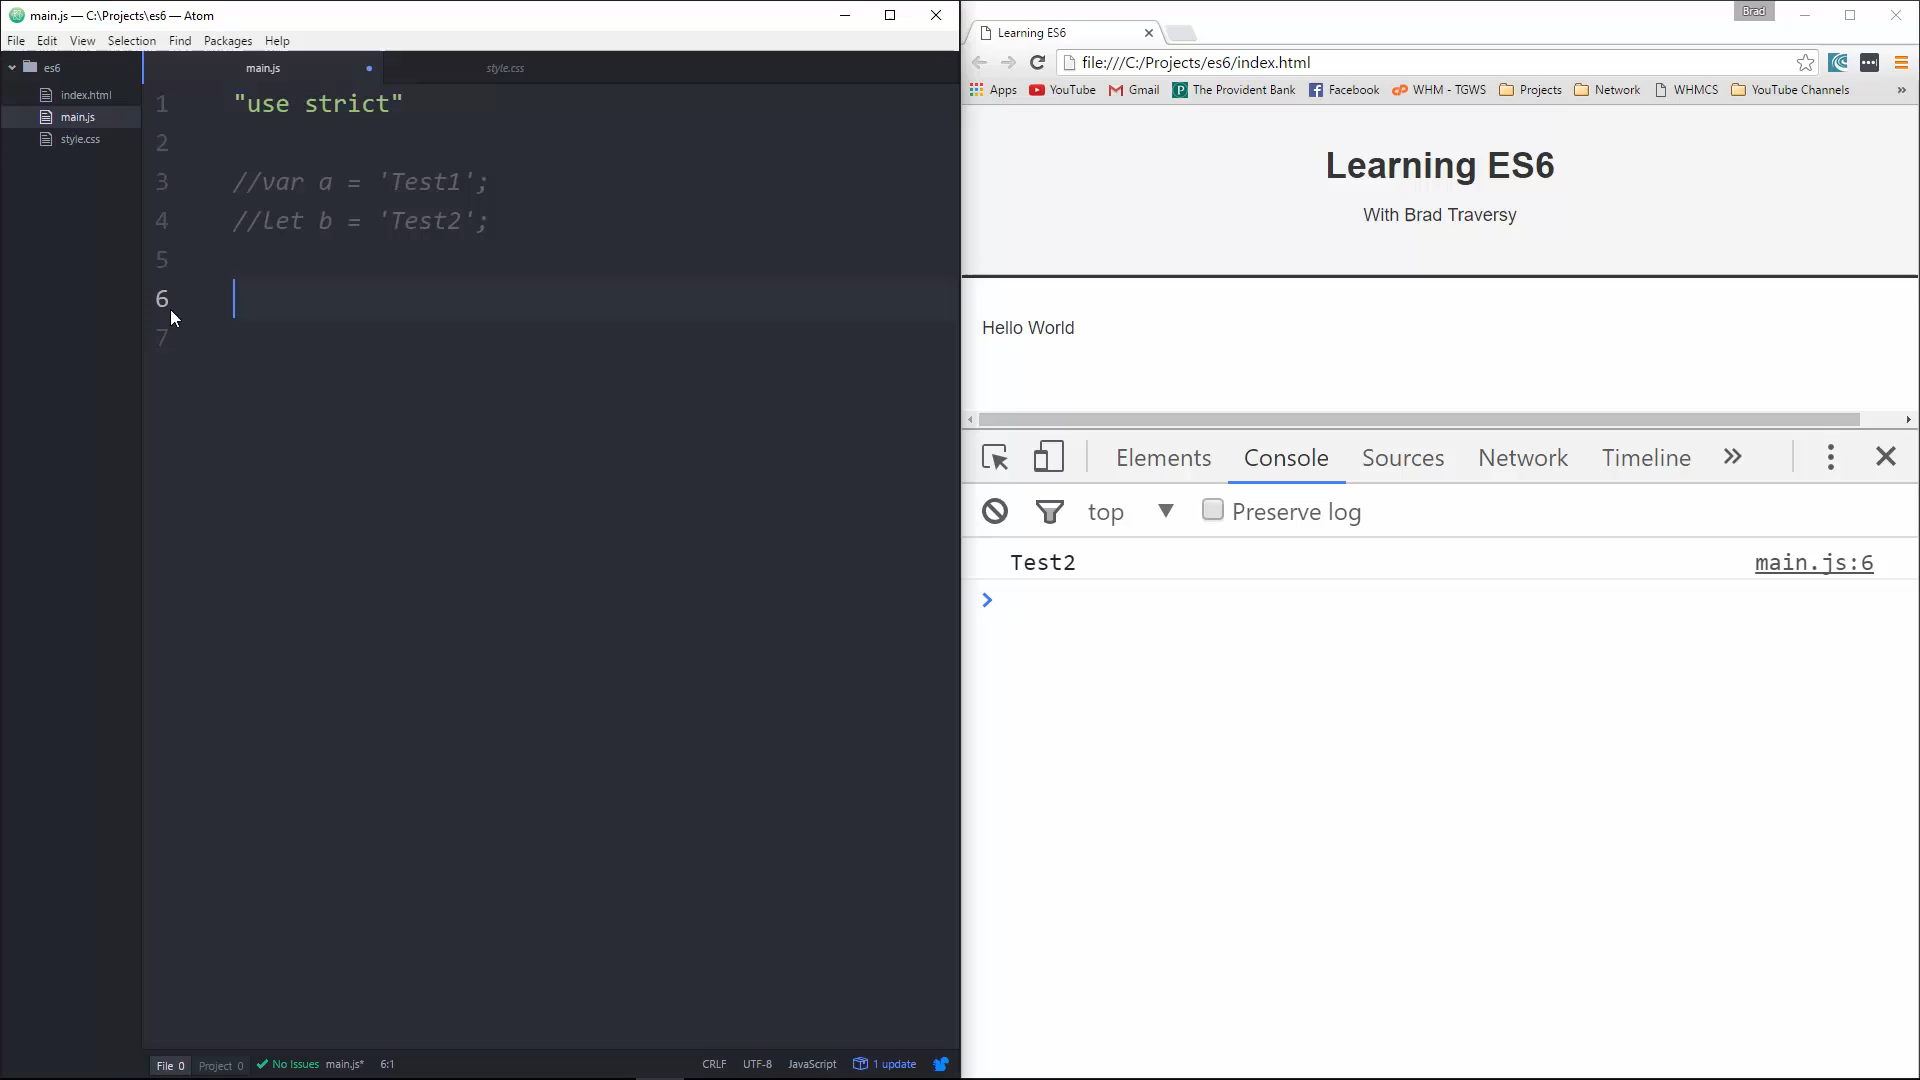 main.js — C:\Projects\es6 — Atom
File Edit View Selection Find Packages Help
es6
index.html
main.js
style.css
main.js
style.css
1 "use strict"
2
3 //var a = 'Test1';
4 //let b = 'Test2';
5
6
7
File 0 Project 0 No Issues main.js* 6:1 CRLF UTF-8 JavaScript 1 update
Brad
Learning ES6
file:///C:/Projects/es6/index.html
Apps YouTube Gmail The Provident Bank Facebook WHM - TGWS Projects Network WHMCS YouTube Channels »
Learning ES6
With Brad Traversy
Hello World
Elements Console Sources Network Timeline »
top Preserve log
Test2 main.js:6